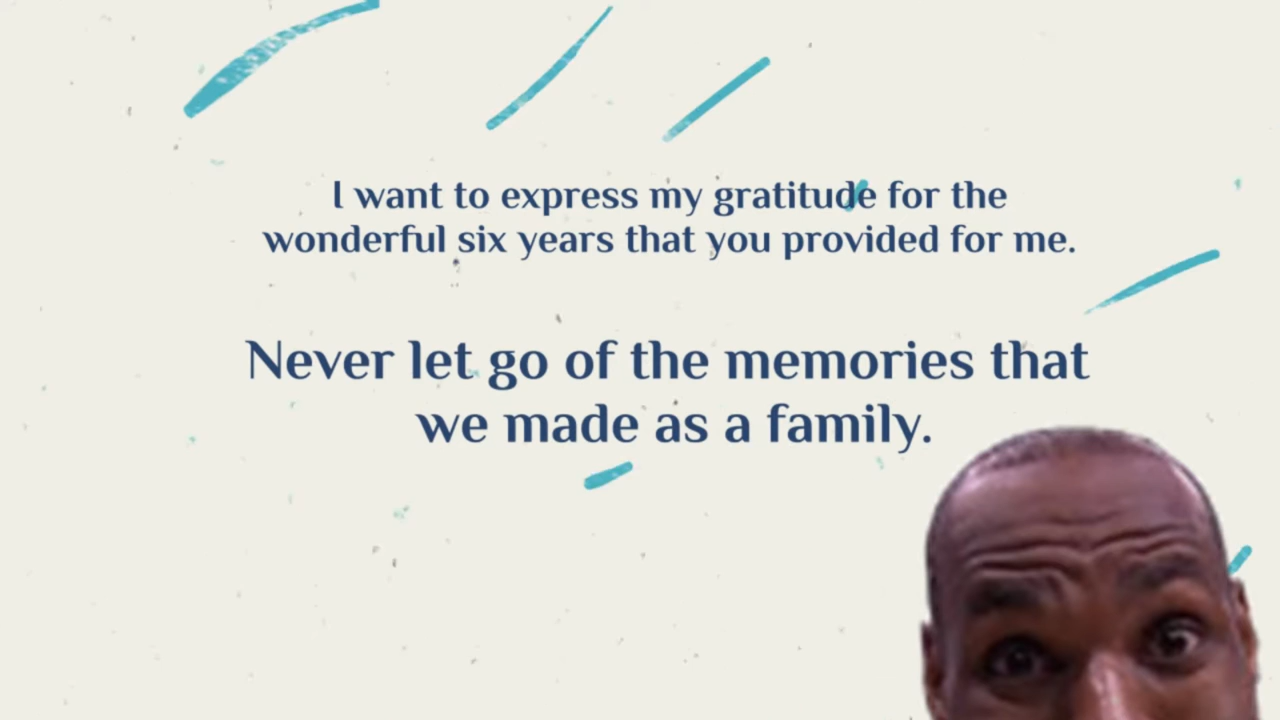 I want to express my gratitude for the
wonderful six years that you provided for me.
Never let go of the memories that
we made as a family.